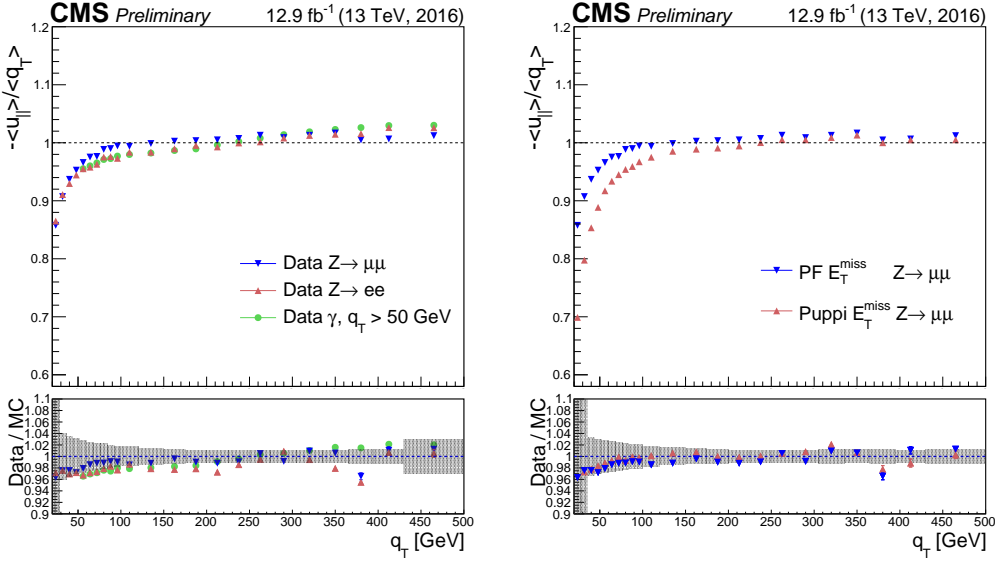 CMS Preliminary 12.9 fb⁻¹ (13 TeV, 2016)
-<u||>/<q_T>
1.2
1.1
1
0.9
0.8
0.7
0.6
Data Z→ μμ
Data Z→ ee
Data γ, q_T > 50 GeV
Data / MC
1.1
1.08
1.06
1.04
1.02
1
0.98
0.96
0.94
0.92
0.9
50 100 150 200 250 300 350 400 450 500
q_T [GeV]
CMS Preliminary 12.9 fb⁻¹ (13 TeV, 2016)
-<u||>/<q_T>
1.2
1.1
1
0.9
0.8
0.7
0.6
PF E_T^miss Z→ μμ
Puppi E_T^miss Z→ μμ
Data / MC
1.1
1.08
1.06
1.04
1.02
1
0.98
0.96
0.94
0.92
0.9
50 100 150 200 250 300 350 400 450 500
q_T [GeV]